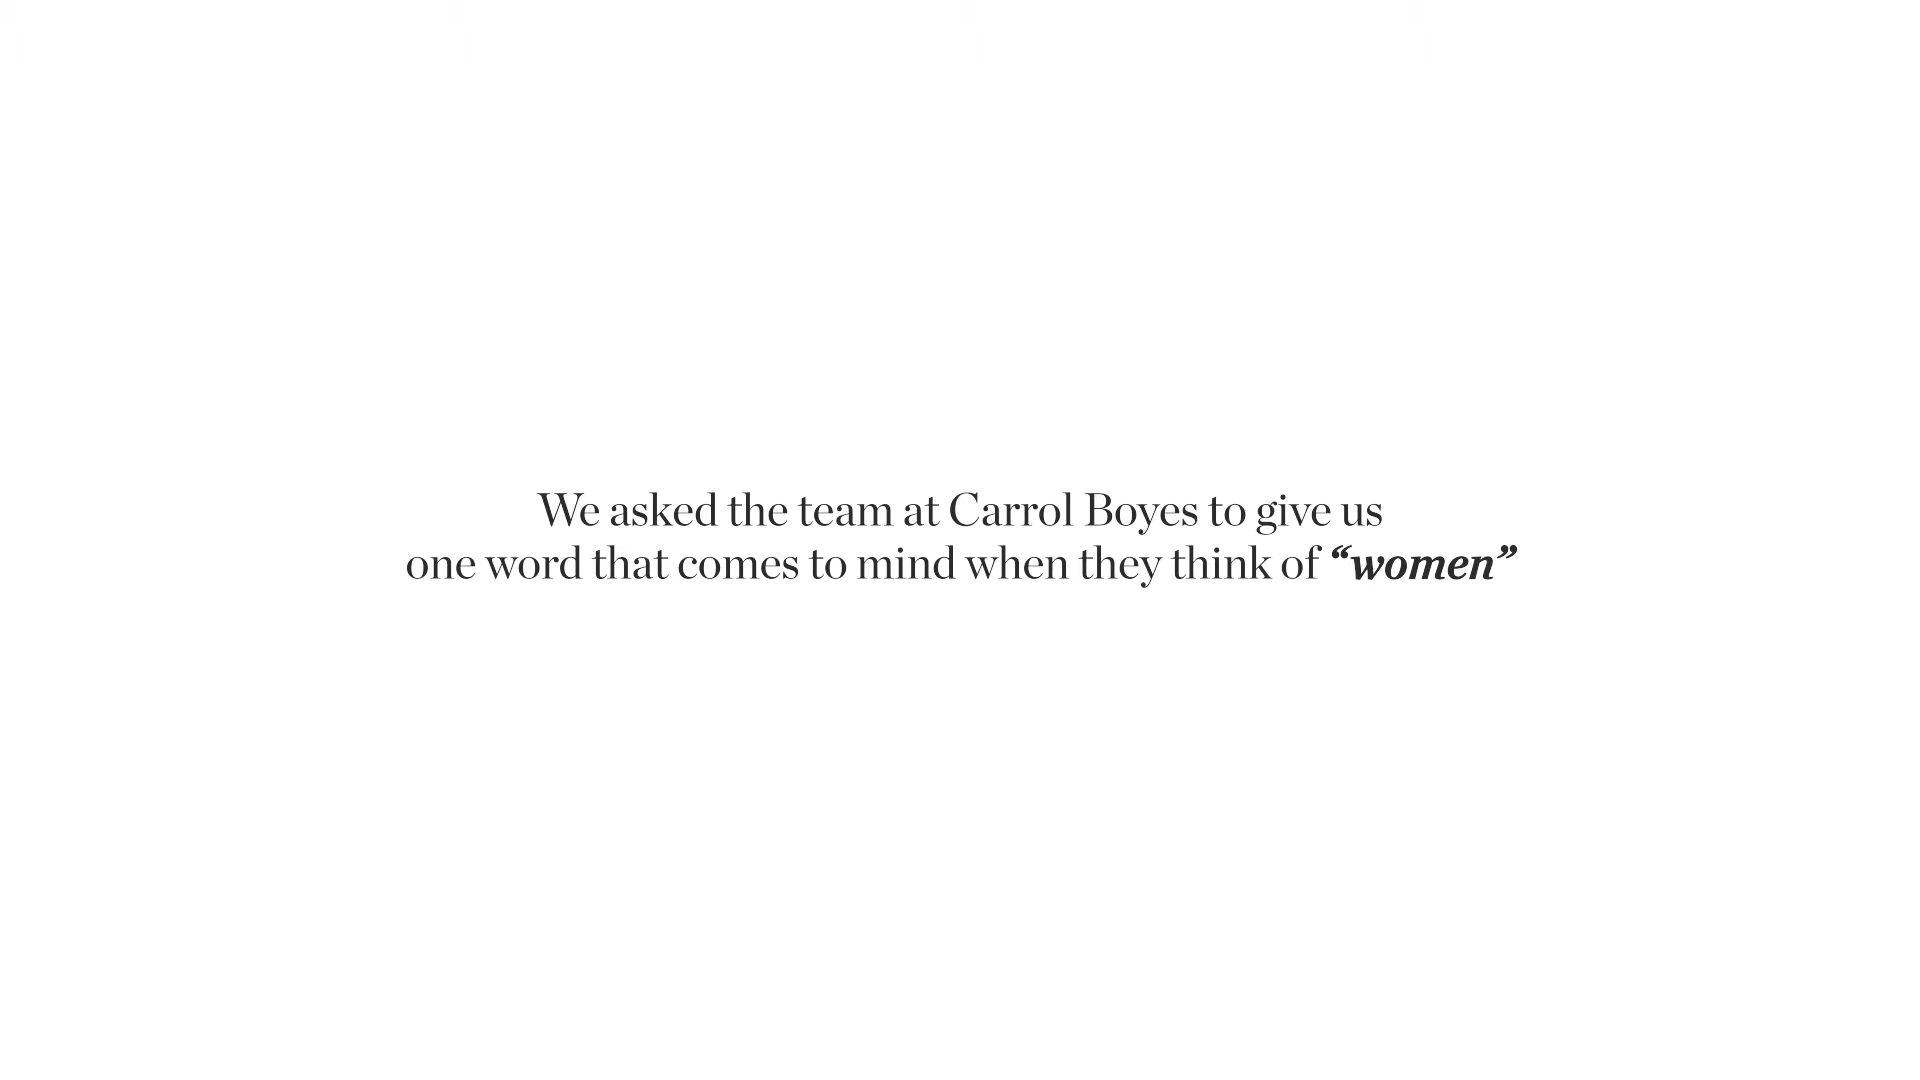 We asked the team at Carrol Boyes to give us
one word that comes to mind when they think of “women”